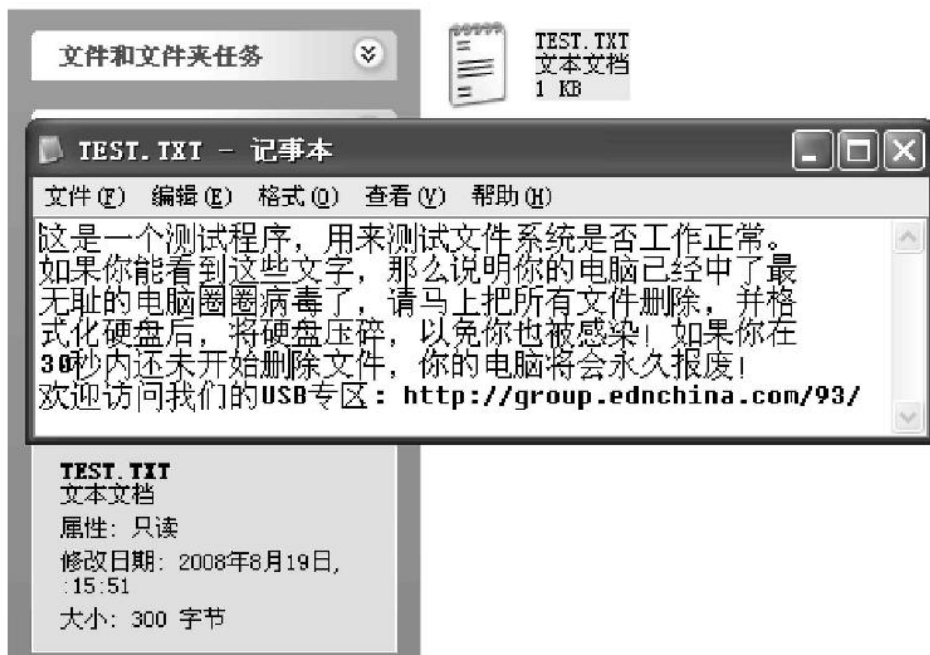 文件和文件夹任务
TEST.TXT
文本文档
1 KB
TEST.TXT - 记事本
文件(F) 编辑(E) 格式(O) 查看(V) 帮助(H)
这是一个测试程序，用来测试文件系统是否工作正常。
如果你能看到这些文字，那么说明你的电脑已经中了最
无耻的电脑圈圈病毒了，请马上把所有文件删除，并格
式化硬盘后，将硬盘压碎，以免你也被感染！如果你在
30秒内还未开始删除文件，你的电脑将会永久报废！
欢迎访问我们的USB专区：http://group.ednchina.com/93/
TEST.TXT
文本文档
属性：只读
修改日期：2008年8月19日，
:15:51
大小：300 字节